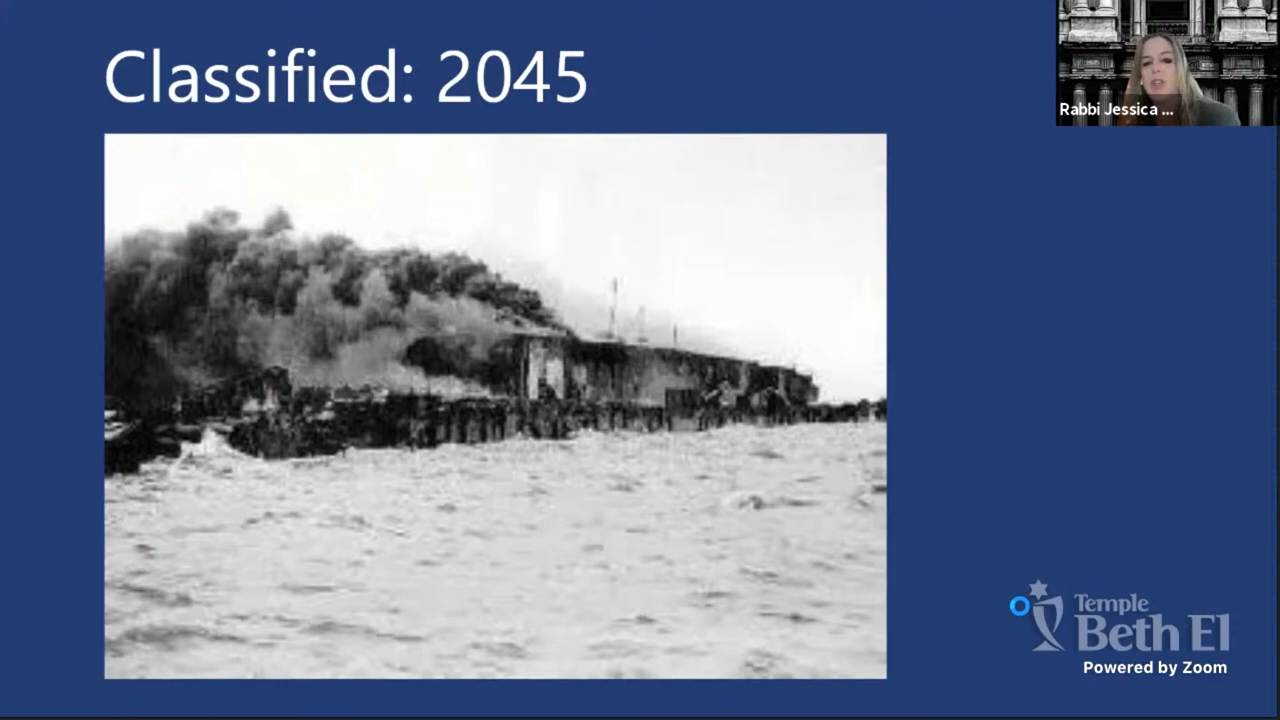 Classified: 2045
Rabbi Jessica ...
Temple
Beth El
Powered by Zoom